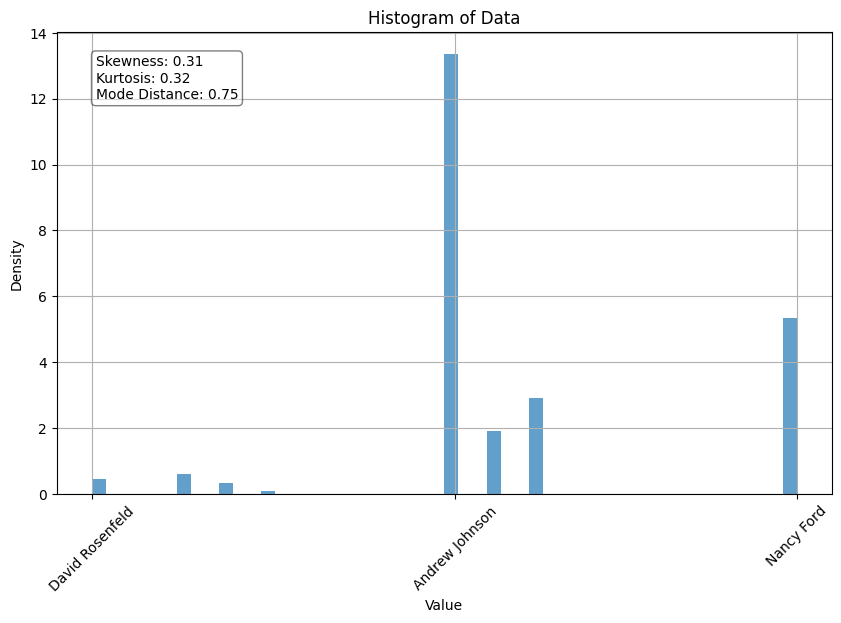 Histogram of Data
Skewness: 0.31
Kurtosis: 0.32
Mode Distance: 0.75
Density
14
12
10
8
6
4
2
0
David Rosenfeld
Andrew Johnson
Nancy Ford
Value